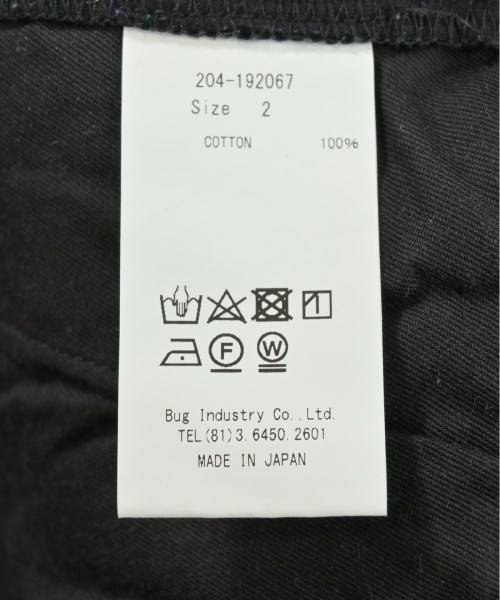 204-192067
Size 2
COTTON 100%
F W
Bug Industry Co.,Ltd.
TEL(81)3.6450.2601
MADE IN JAPAN